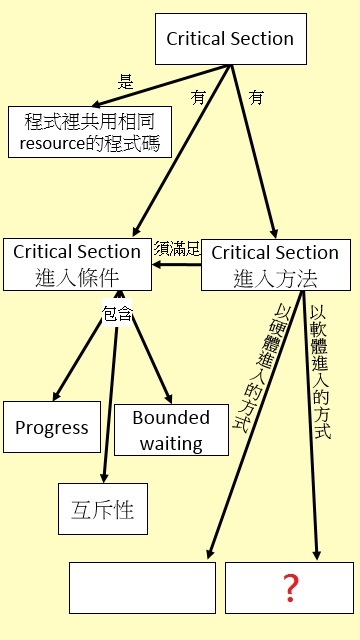 Critical Section
是
有
有
程式裡共用相同
resource的程式碼
Critical Section
進入條件
須滿足
Critical Section
進入方法
包含
以硬體進入的方式
以軟體進入的方式
Progress
Bounded
waiting
互斥性
?